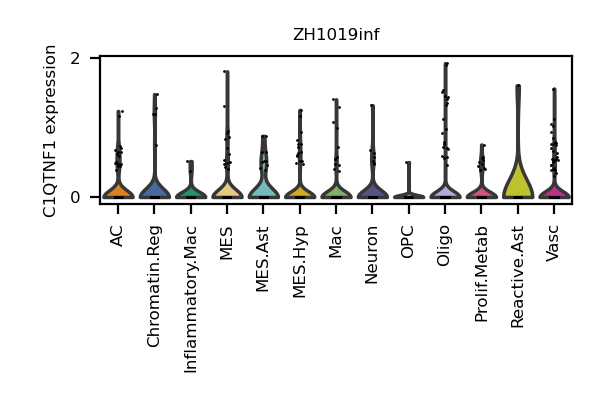 ZH1019inf
C1QTNF1 expression
2
0
AC
Chromatin.Reg
Inflammatory.Mac
MES
MES.Ast
MES.Hyp
Mac
Neuron
OPC
Oligo
Prolif.Metab
Reactive.Ast
Vasc